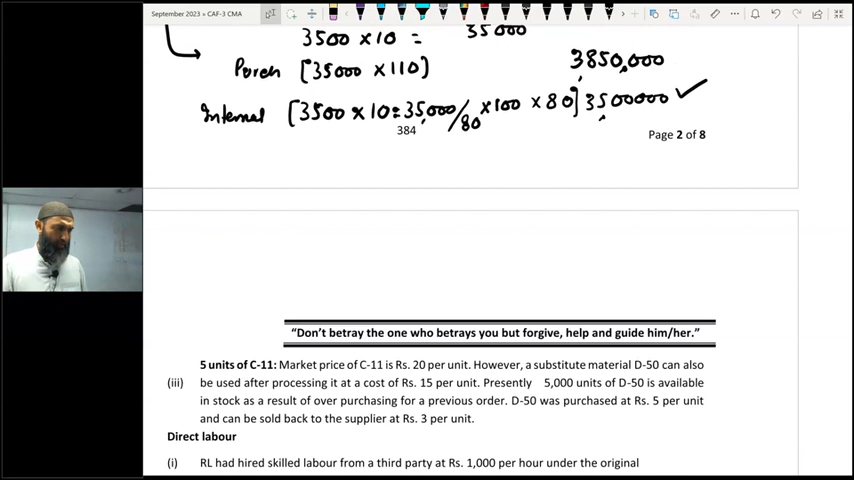 September 2023 » CAF-3 CMA
3500 × 10 = 35000
Porch [35000 × 110] 3850,000
Internal [3500 × 10 = 35,000/80 × 100 × 80] 3500000 ✓
384
Page 2 of 8
“Don’t betray the one who betrays you but forgive, help and guide him/her.”
5 units of C-11: Market price of C-11 is Rs. 20 per unit. However, a substitute material D-50 can also
(iii) be used after processing it at a cost of Rs. 15 per unit. Presently 5,000 units of D-50 is available
in stock as a result of over purchasing for a previous order. D-50 was purchased at Rs. 5 per unit
and can be sold back to the supplier at Rs. 3 per unit.
Direct labour
(i) RL had hired skilled labour from a third party at Rs. 1,000 per hour under the original